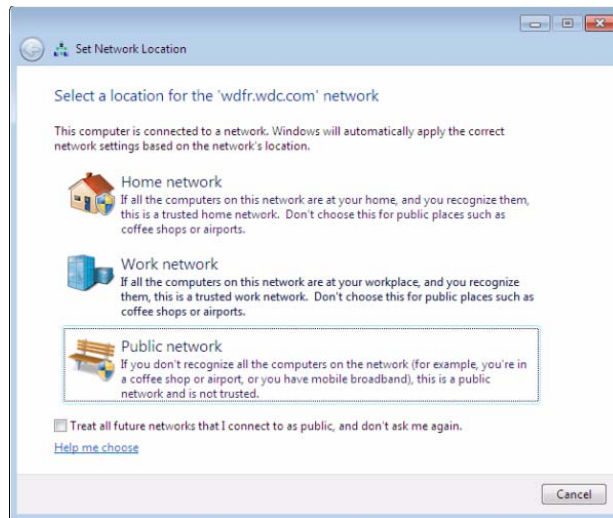 Set Network Location
Select a location for the 'wdfr.wdc.com' network
This computer is connected to a network. Windows will automatically apply the correct
network settings based on the network's location.
Home network
If all the computers on this network are at your home, and you recognize them,
this is a trusted home network.  Don't choose this for public places such as
coffee shops or airports.
Work network
If all the computers on this network are at your workplace, and you recognize
them, this is a trusted work network.  Don't choose this for public places such as
coffee shops or airports.
Public network
If you don't recognize all the computers on the network (for example, you're in
a coffee shop or airport, or you have mobile broadband), this is a public
network and is not trusted.
Treat all future networks that I connect to as public, and don't ask me again.
Help me choose
Cancel